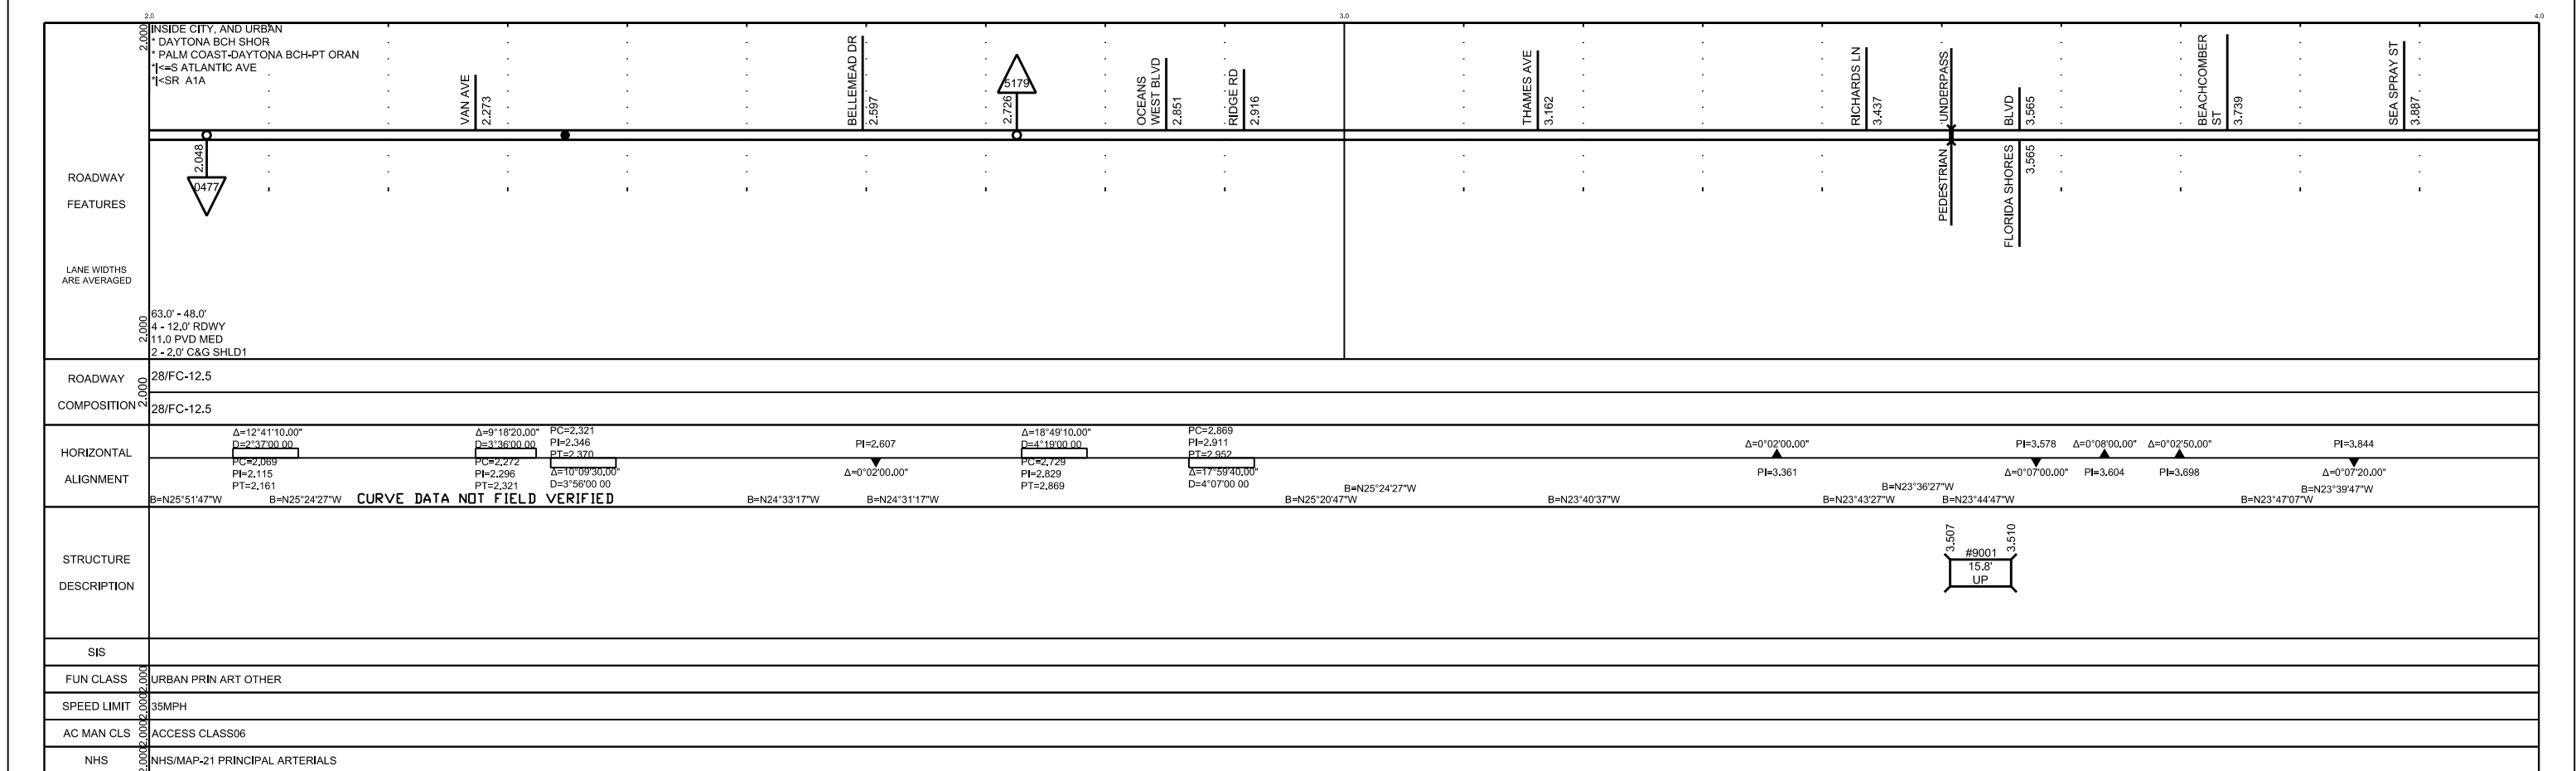 2.0
3.0
4.0
2.000
INSIDE CITY, AND URBAN
* DAYTONA BCH SHOR
* PALM COAST-DAYTONA BCH-PT ORAN
*|<=S ATLANTIC AVE
*|<SR A1A
VAN AVE
2.273
BELLEMEAD DR
2.597
5179
2.726
OCEANS
WEST BLVD
2.851
RIDGE RD
2.916
THAMES AVE
3.162
RICHARDS LN
3.437
UNDERPASS
BLVD
3.565
BEACHCOMBER
ST
3.739
SEA SPRAY ST
3.887
2.048
0477
PEDESTRIAN
FLORIDA SHORES
3.565
ROADWAY
FEATURES
LANE WIDTHS
ARE AVERAGED
2.000
63.0' - 48.0'
4 - 12.0' RDWY
11.0 PVD MED
2 - 2.0' C&G SHLD1
ROADWAY
COMPOSITION
2.000
28/FC-12.5
28/FC-12.5
HORIZONTAL
ALIGNMENT
Δ=12°41'10.00"
D=2°37'00 00
PC=2.069
PI=2.115
PT=2.161
Δ=9°18'20.00"
D=3°36'00 00
PC=2.272
PI=2.296
PT=2.321
PC=2.321
PI=2.346
PT=2.370
Δ=10°09'30.00"
D=3°56'00 00
PI=2.607
Δ=0°02'00.00"
Δ=18°49'10.00"
D=4°19'00 00
PC=2.729
PI=2.829
PT=2.869
PC=2.869
PI=2.911
PT=2.952
Δ=17°59'40.00"
D=4°07'00 00
Δ=0°02'00.00"
PI=3.361
PI=3.578
Δ=0°07'00.00"
Δ=0°08'00.00"
PI=3.604
Δ=0°02'50.00"
PI=3.698
PI=3.844
Δ=0°07'20.00"
B=N25°51'47"W
B=N25°24'27"W
CURVE DATA NOT FIELD VERIFIED
B=N24°33'17"W
B=N24°31'17"W
B=N25°20'47"W
B=N25°24'27"W
B=N23°40'37"W
B=N23°43'27"W
B=N23°36'27"W
B=N23°44'47"W
B=N23°47'07"W
B=N23°39'47"W
STRUCTURE
DESCRIPTION
3.507
3.510
#9001
15.8'
UP
SIS
FUN CLASS
2.000
URBAN PRIN ART OTHER
SPEED LIMIT
2.000
35MPH
AC MAN CLS
2.000
ACCESS CLASS06
NHS
2.000
NHS/MAP-21 PRINCIPAL ARTERIALS